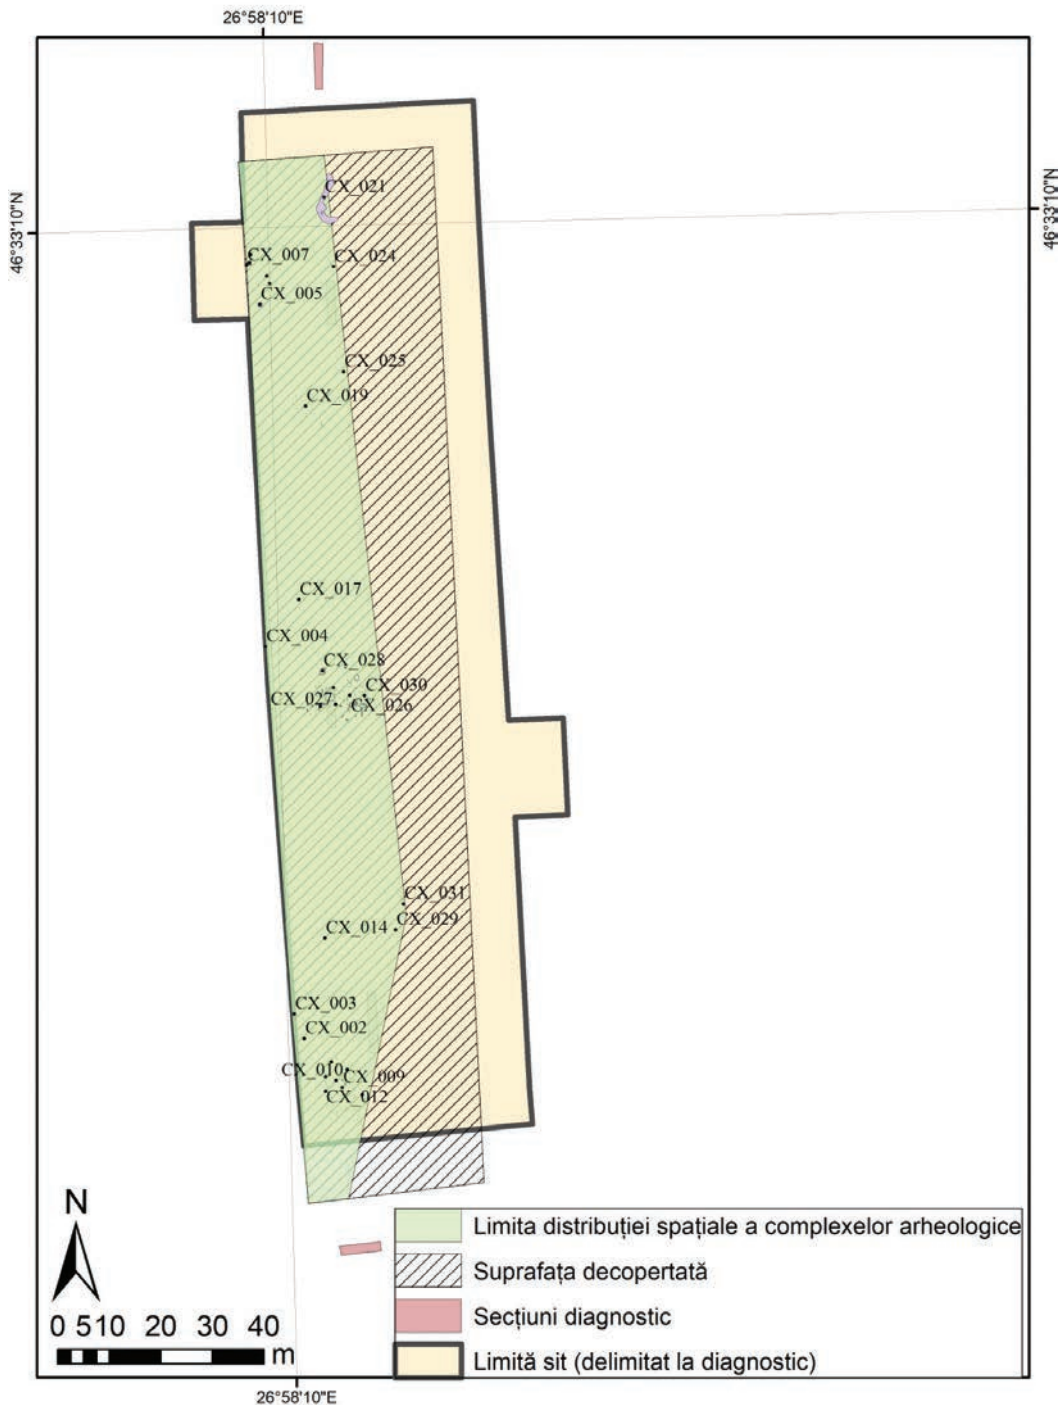 26°58'10"E
46°33'10"N
46°33'10"N
CX_021
CX_007
CX_024
CX_005
CX_025
CX_019
CX_017
CX_004
CX_028
CX_030
CX_027
CX_026
CX_031
CX_029
CX_014
CX_003
CX_002
CX_010
CX_009
CX_012
N
0 510 20 30 40
m
Limita distribuției spațiale a complexelor arheologice
Suprafața decopertată
Secțiuni diagnostic
Limită sit (delimitat la diagnostic)
26°58'10"E